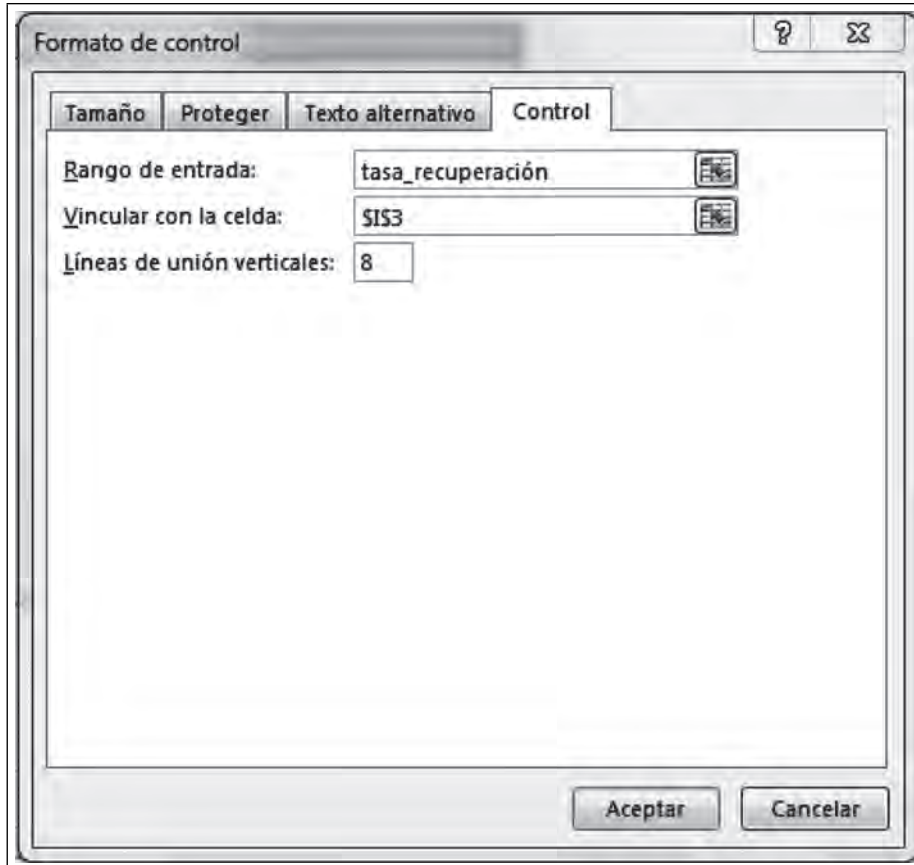 Formato de control
Tamaño Proteger Texto alternativo Control
Rango de entrada: tasa_recuperación
Vincular con la celda: $I$3
Líneas de unión verticales: 8
Aceptar Cancelar